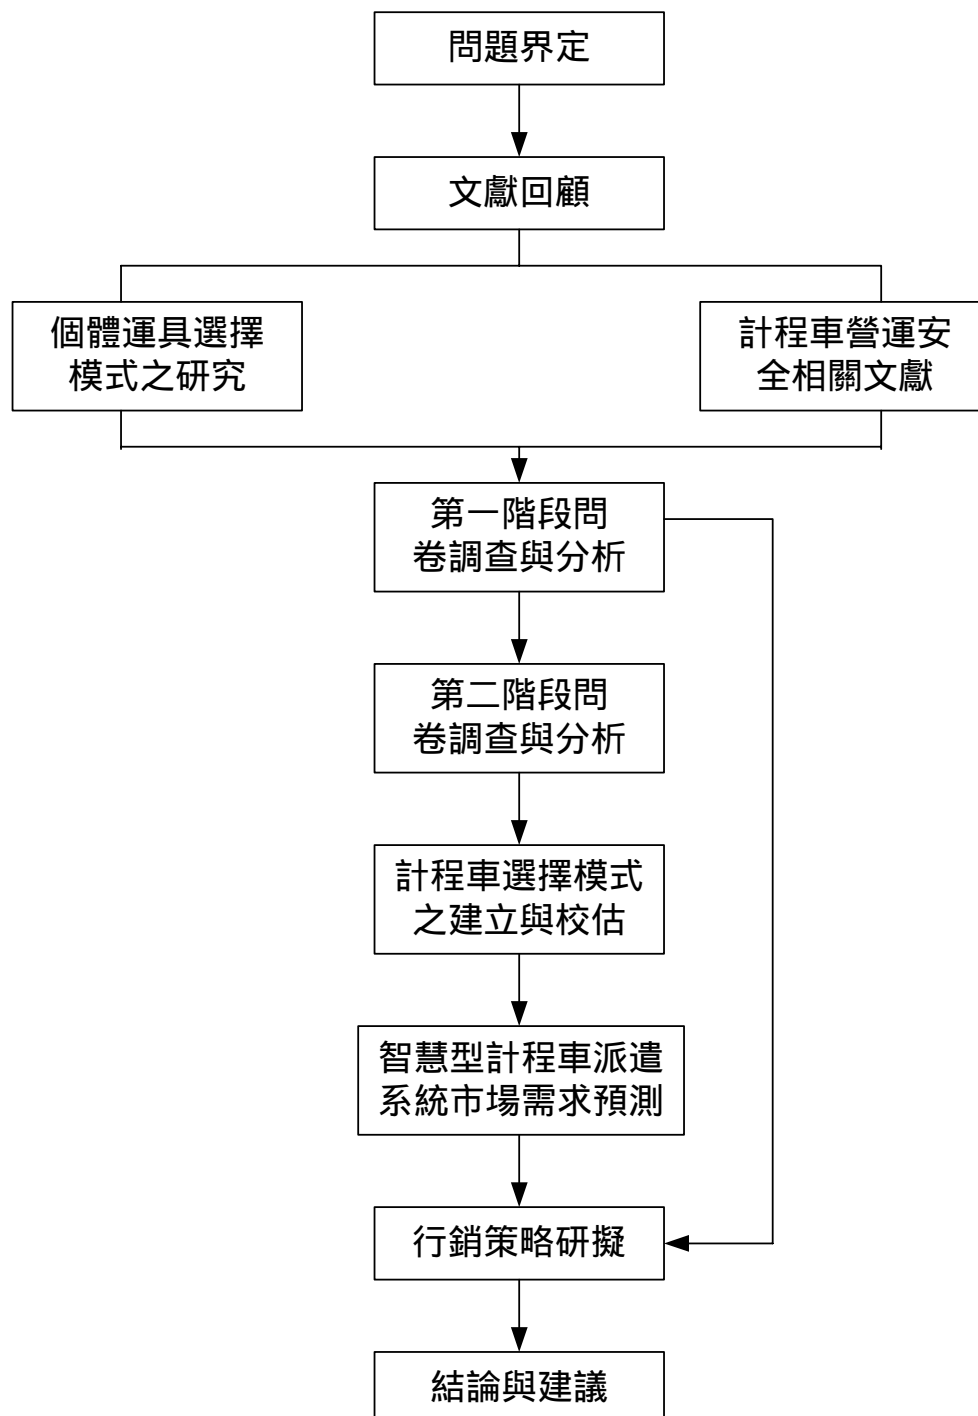 問題界定
文獻回顧
個體運具選擇
模式之研究
計程車營運安
全相關文獻
第一階段問
卷調查與分析
第二階段問
卷調查與分析
計程車選擇模式
之建立與校估
智慧型計程車派遣
系統市場需求預測
行銷策略研擬
結論與建議